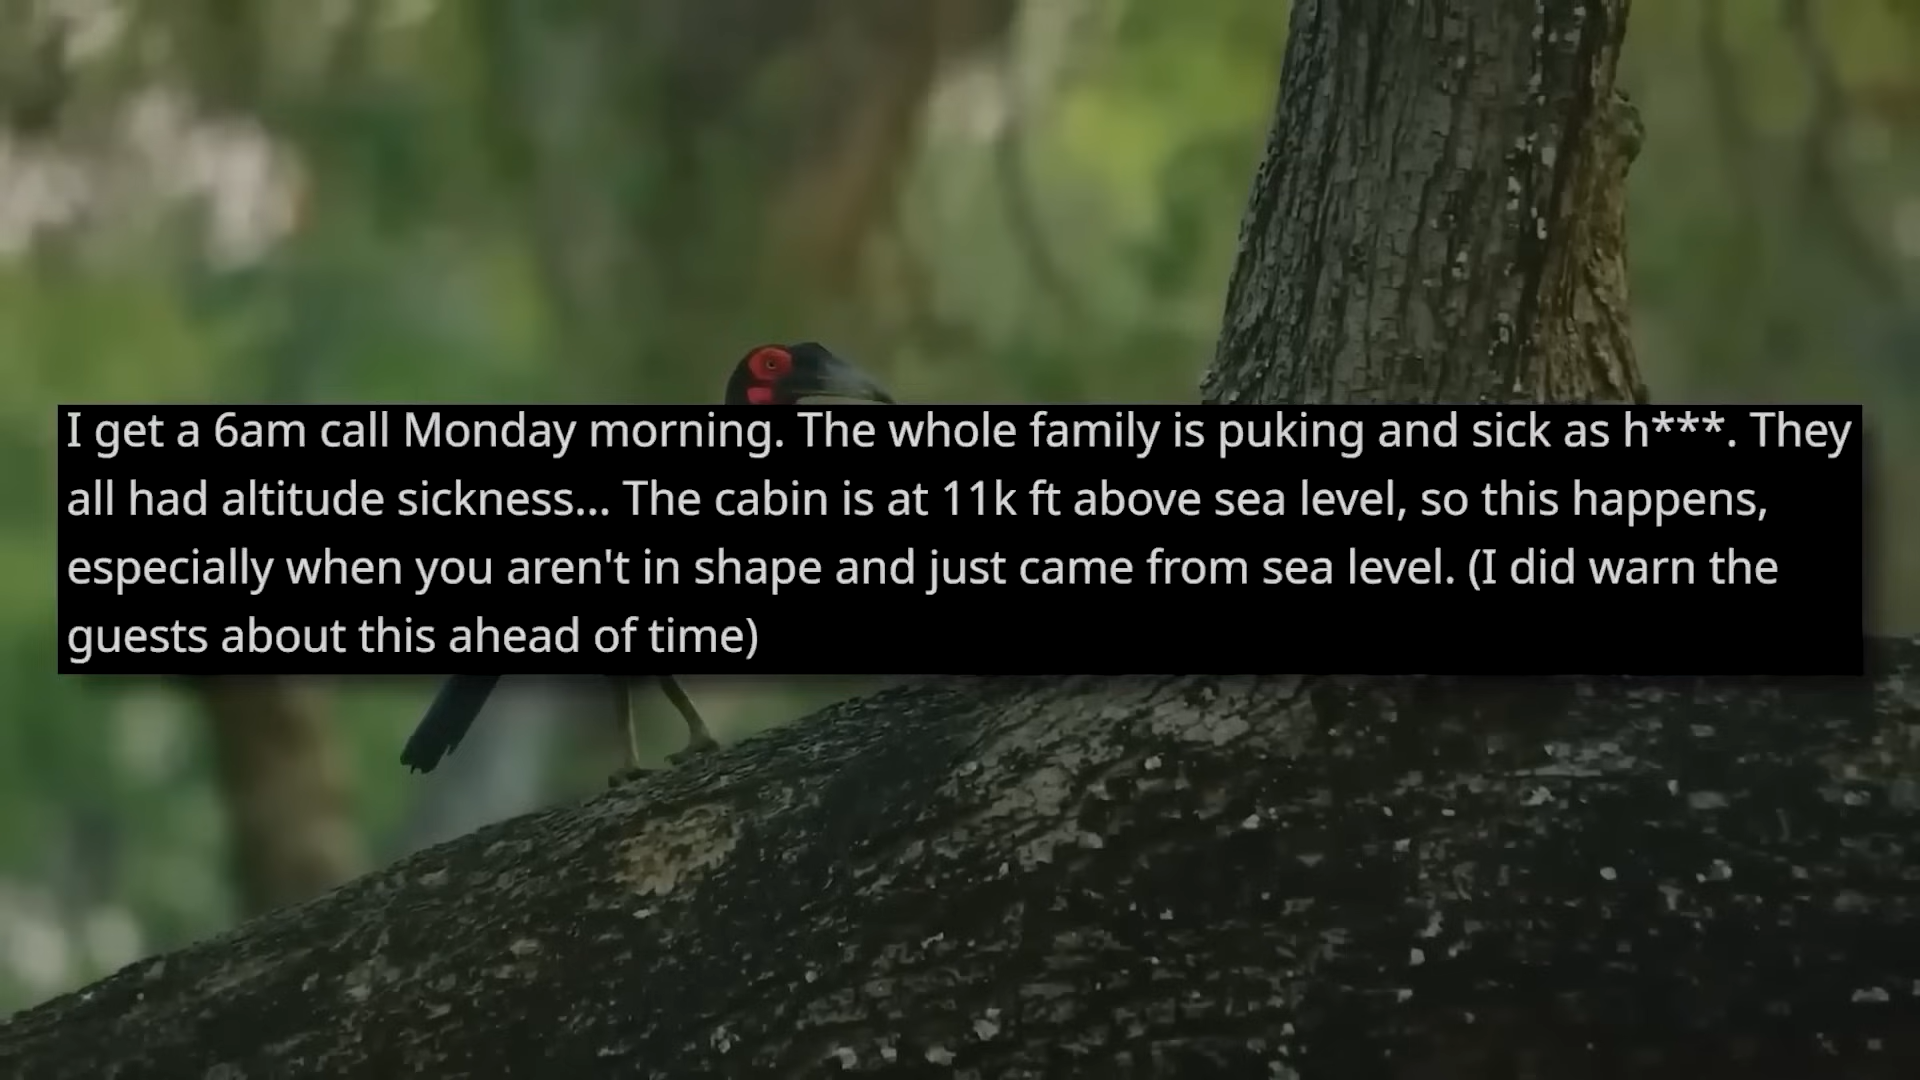 I get a 6am call Monday morning. The whole family is puking and sick as h***. They
all had altitude sickness... The cabin is at 11k ft above sea level, so this happens,
especially when you aren't in shape and just came from sea level. (I did warn the
guests about this ahead of time)